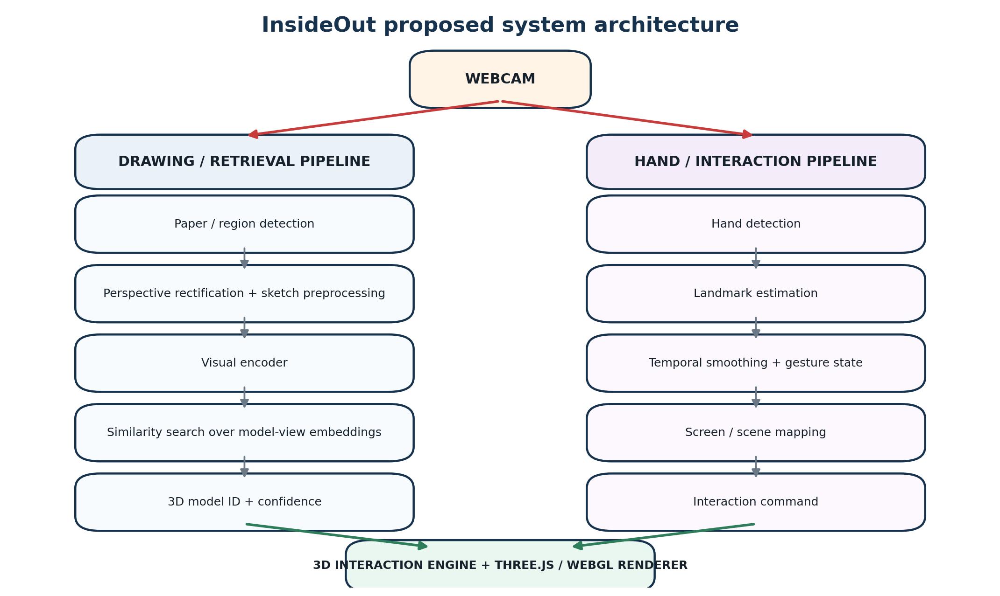 InsideOut proposed system architecture
WEBCAM
DRAWING / RETRIEVAL PIPELINE
Paper / region detection
Perspective rectification + sketch preprocessing
Visual encoder
Similarity search over model-view embeddings
3D model ID + confidence
HAND / INTERACTION PIPELINE
Hand detection
Landmark estimation
Temporal smoothing + gesture state
Screen / scene mapping
Interaction command
3D INTERACTION ENGINE + THREE.JS / WEBGL RENDERER